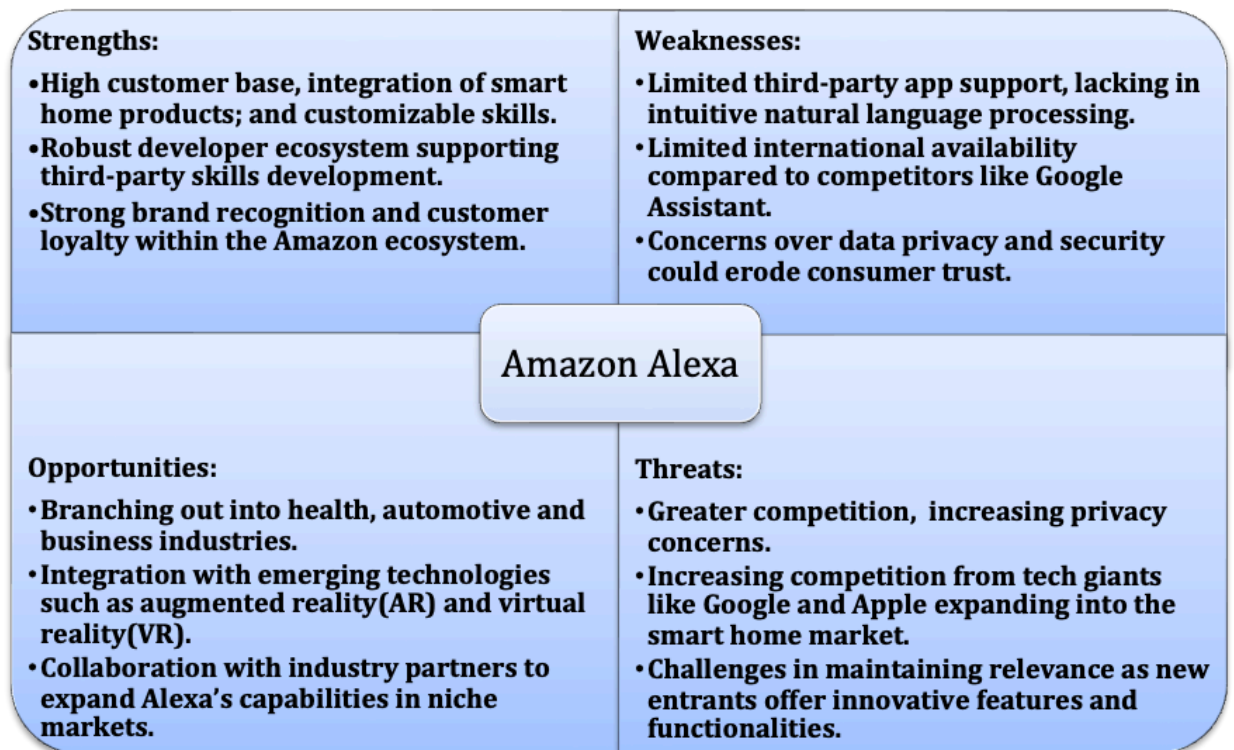 Strengths:
•High customer base, integration of smart
home products; and customizable skills.
•Robust developer ecosystem supporting
third-party skills development.
•Strong brand recognition and customer
loyalty within the Amazon ecosystem.
Weaknesses:
•Limited third-party app support, lacking in
intuitive natural language processing.
•Limited international availability
compared to competitors like Google
Assistant.
•Concerns over data privacy and security
could erode consumer trust.
Amazon Alexa
Opportunities:
•Branching out into health, automotive and
business industries.
•Integration with emerging technologies
such as augmented reality(AR) and virtual
reality(VR).
•Collaboration with industry partners to
expand Alexa’s capabilities in niche
markets.
Threats:
•Greater competition,  increasing privacy
concerns.
•Increasing competition from tech giants
like Google and Apple expanding into the
smart home market.
•Challenges in maintaining relevance as new
entrants offer innovative features and
functionalities.